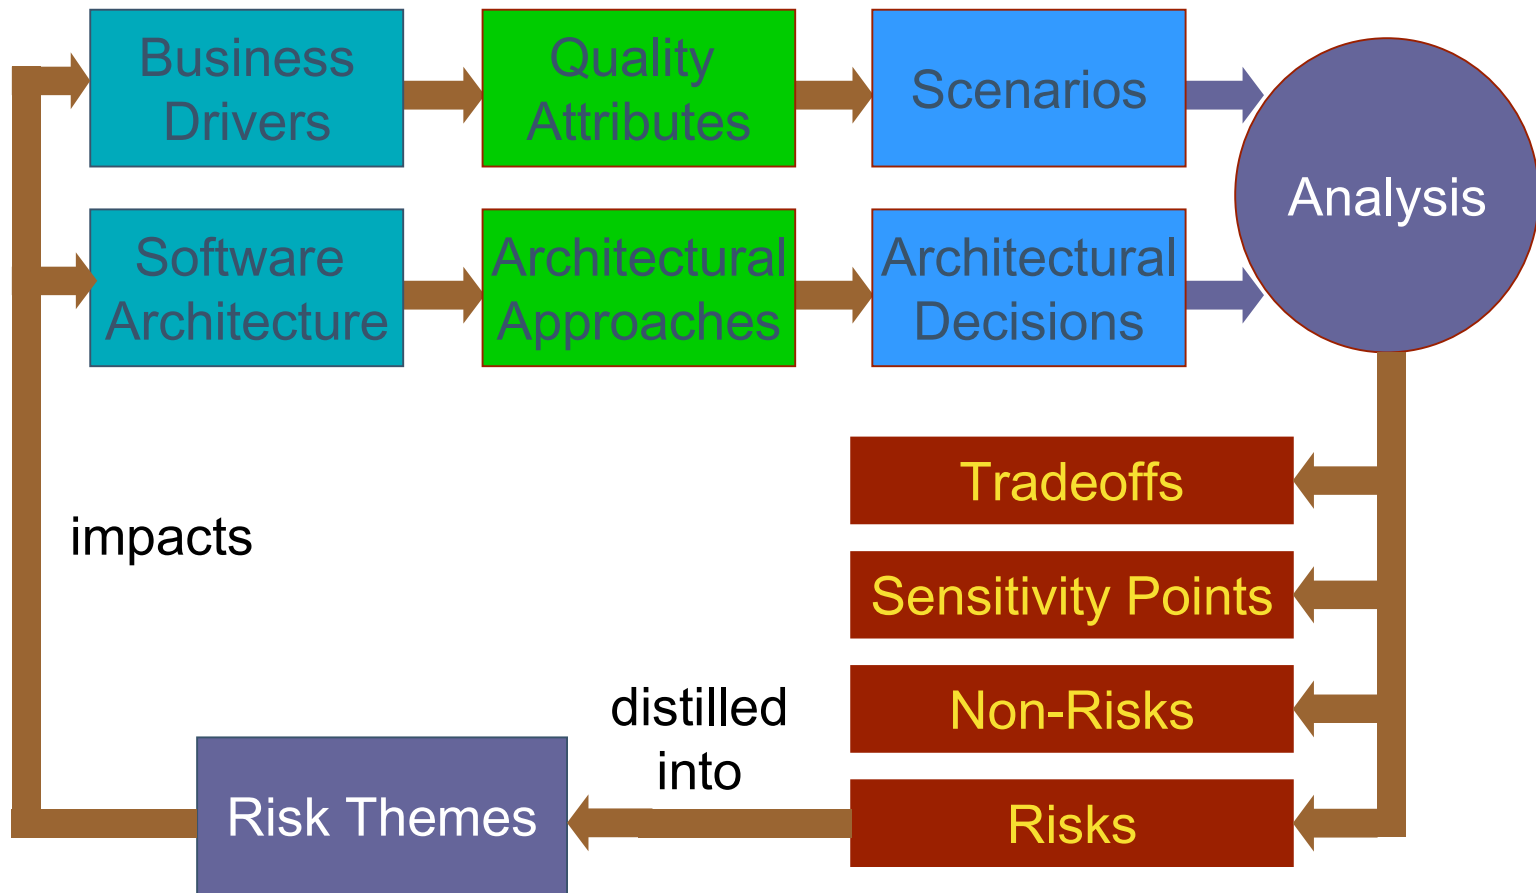 Business
Drivers
Quality
Attributes
Scenarios
Analysis
Software
Architecture
Architectural
Approaches
Architectural
Decisions
Tradeoffs
impacts
Sensitivity Points
Non-Risks
distilled
into
Risk Themes
Risks